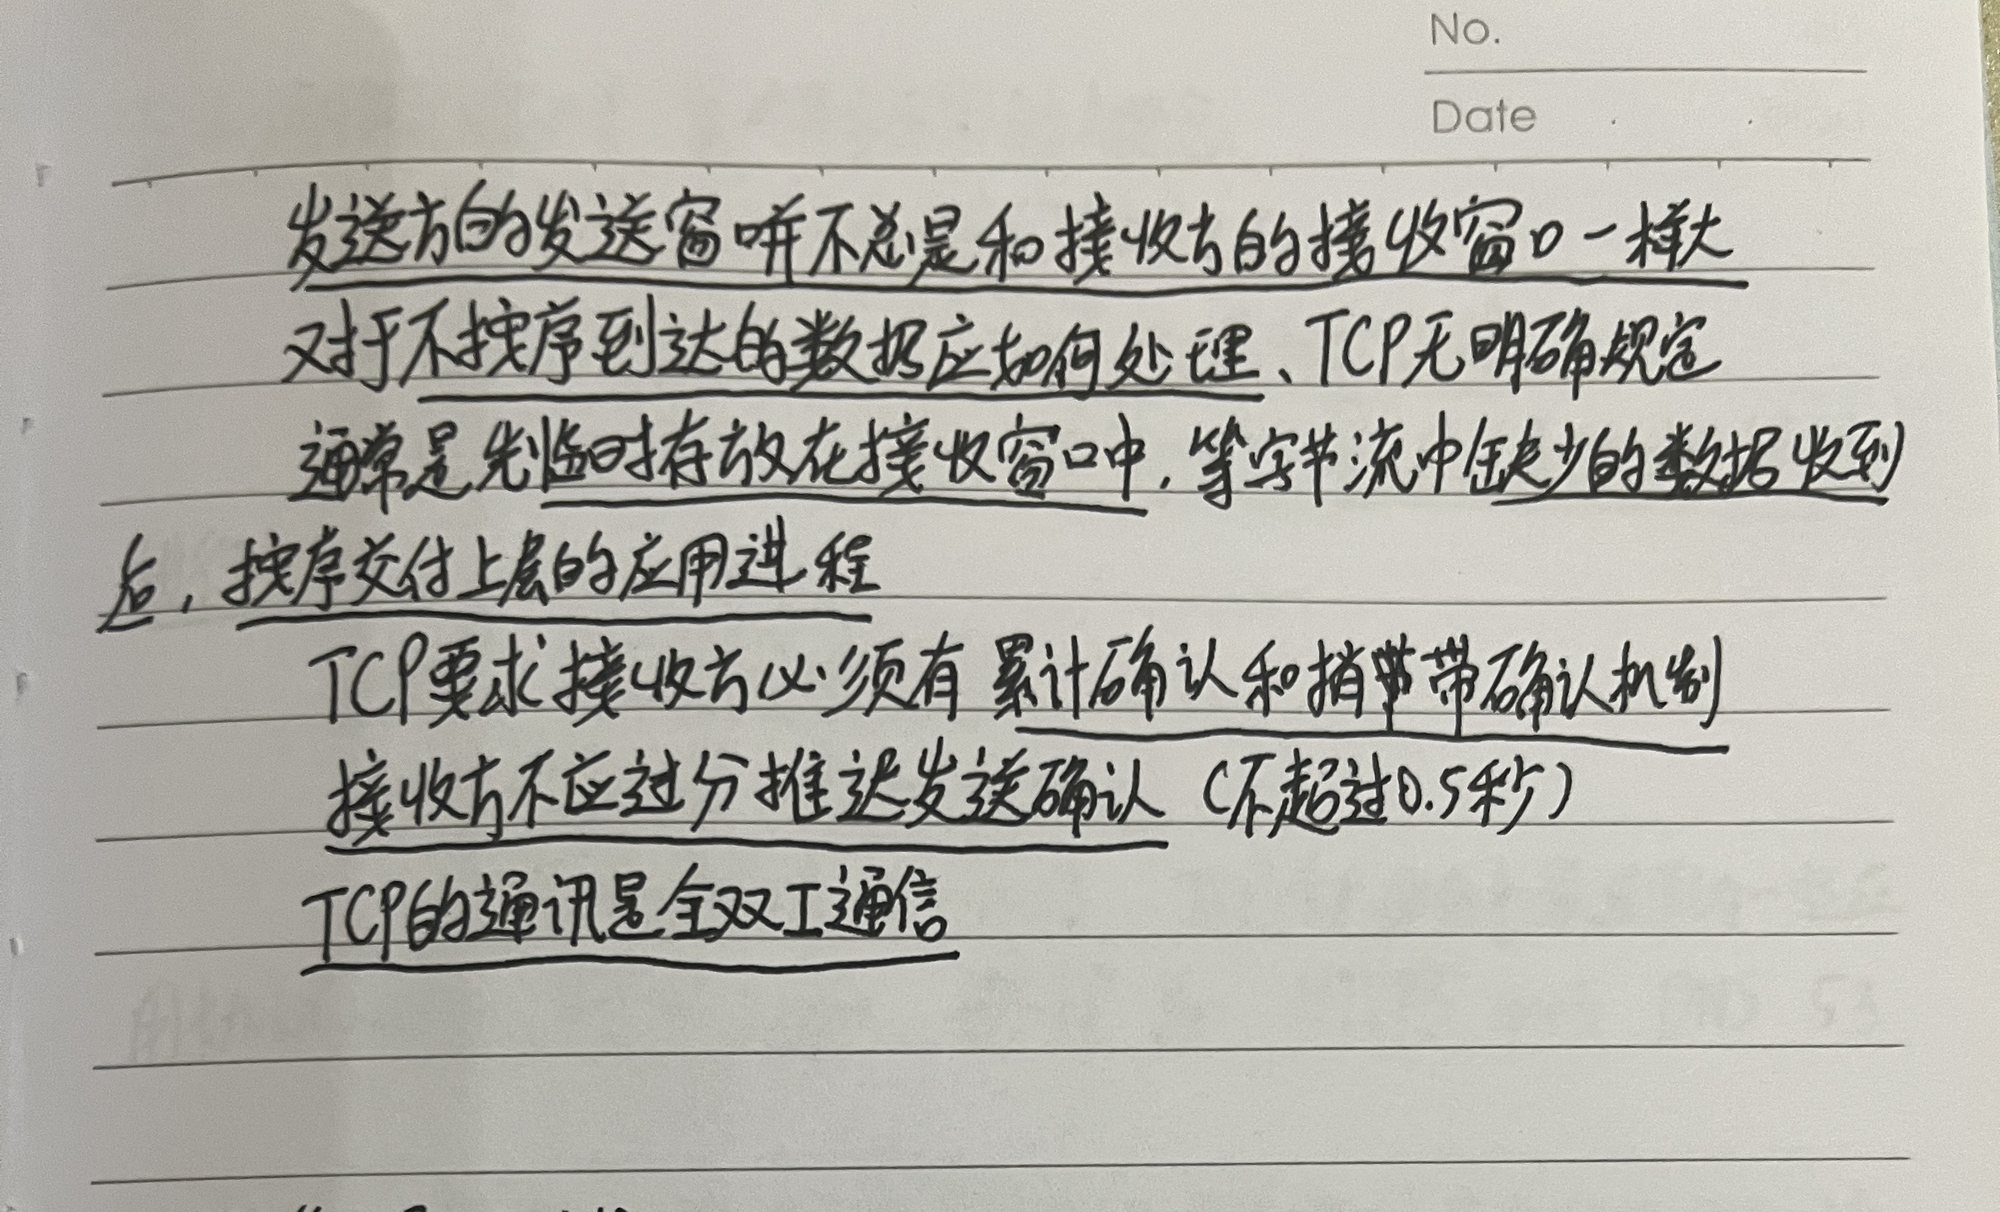 No.
Date
发送方的发送窗口并不总是和接收方的接收窗口一样大
对于不按序到达的数据应如何处理、TCP无明确规定
通常是先临时存放在接收窗口中,等字节流中缺少的数据收到
后,按序交付上层的应用进程
TCP要求接收方必须有累计确认和捎带确认机制
接收方不应过分推迟发送确认(不超过0.5秒)
TCP的通讯是全双工通信